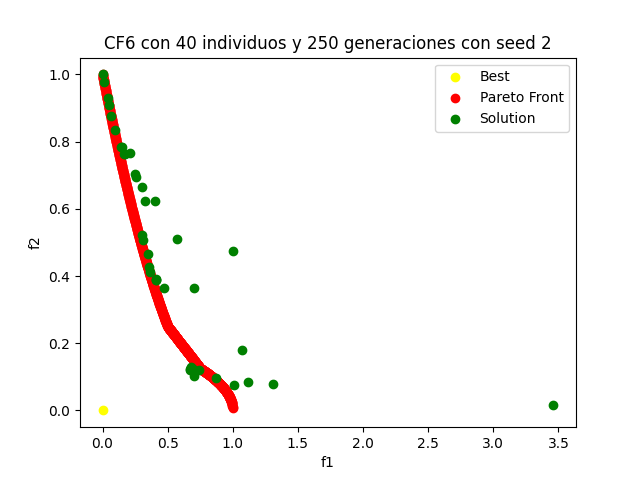 CF6 con 40 individuos y 250 generaciones con seed 2
Best
Pareto Front
Solution
1.0
0.8
0.6
0.4
0.2
0.0
f2
0.0 0.5 1.0 1.5 2.0 2.5 3.0 3.5
f1